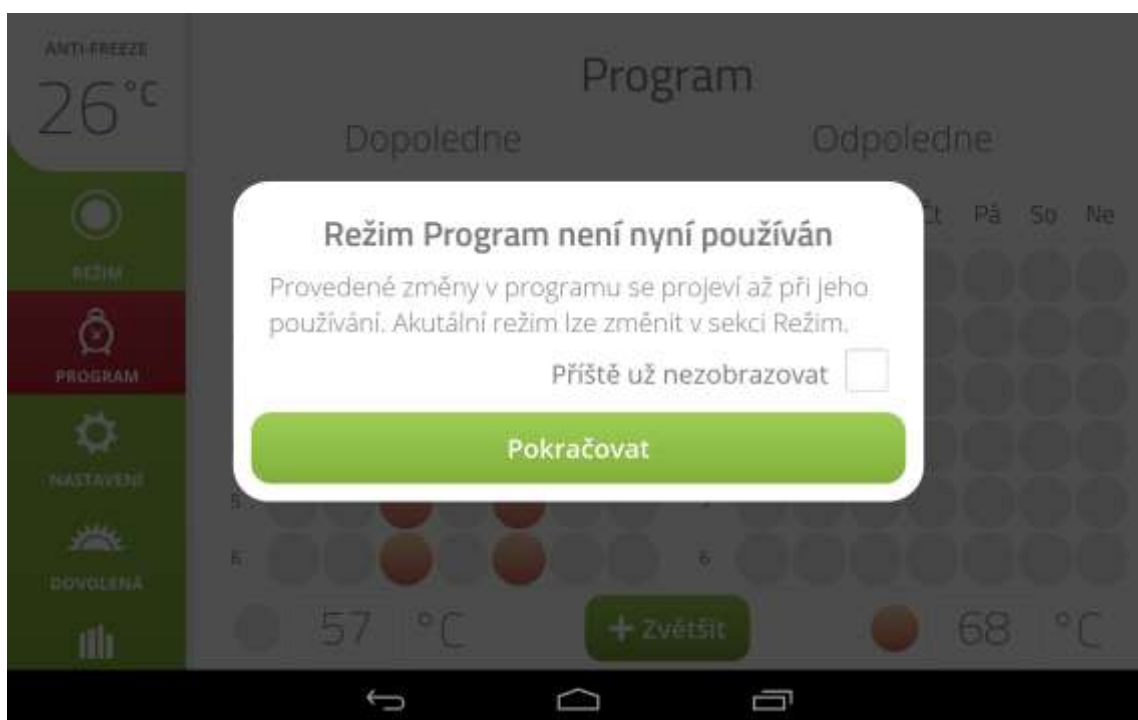 ANTI-FREEZE
26 °C
Program
Dopoledne
Odpoledne
Čt Pá So Ne
REŽIM
PROGRAM
NASTAVENÍ
DOVOLENÁ
Režim Program není nyní používán
Provedené změny v programu se projeví až při jeho
používání. Akutální režim lze změnit v sekci Režim.
Příště už nezobrazovat
Pokračovat
6
6
57 °C
+ Zvětšit
68 °C